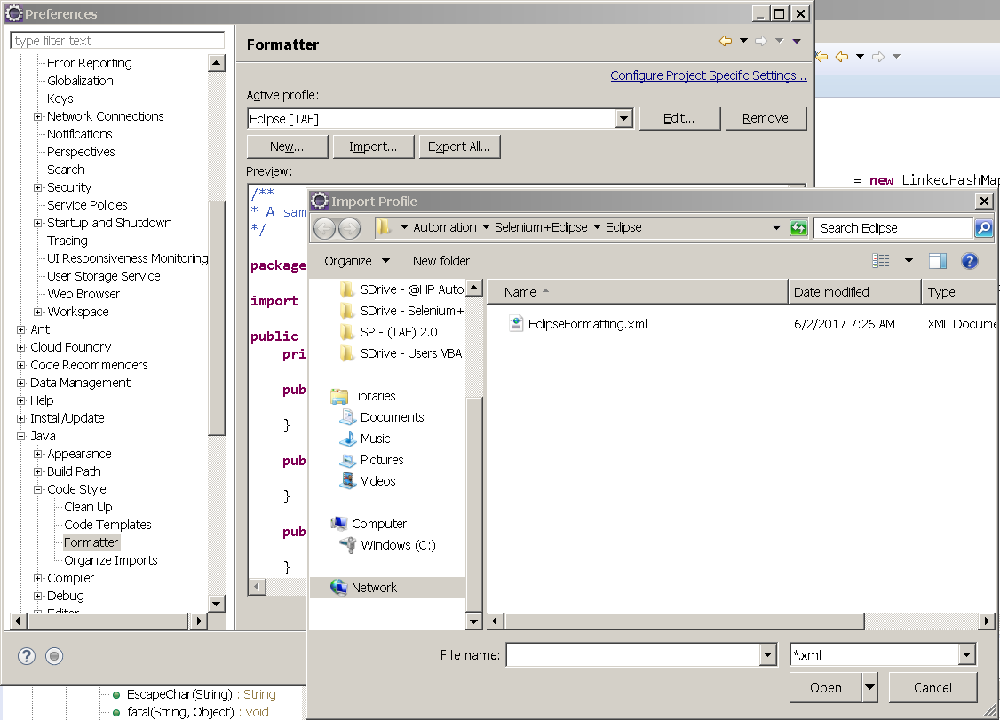 Preferences
type filter text
Error Reporting
Globalization
Keys
Network Connections
Notifications
Perspectives
Search
Security
Service Policies
Startup and Shutdown
Tracing
UI Responsiveness Monitoring
User Storage Service
Web Browser
Workspace
Ant
Cloud Foundry
Code Recommenders
Data Management
Help
Install/Update
Java
Appearance
Build Path
Code Style
Clean Up
Code Templates
Formatter
Organize Imports
Compiler
Debug
Editor
Formatter
Configure Project Specific Settings...
Active profile:
Eclipse [TAF]
Edit...
Remove
New...
Import...
Export All...
Preview:
/**
* A sam
*/
package
import
public
pri
pub
}
pub
}
pub
}
= new LinkedHashMap
Import Profile
Automation Selenium+Eclipse Eclipse
Search Eclipse
Organize New folder
SDrive - @HP Auto
SDrive - Selenium+
SP - (TAF) 2.0
SDrive - Users VBA
Libraries
Documents
Music
Pictures
Videos
Computer
Windows (C:)
Network
Name Date modified Type
EclipseFormatting.xml 6/2/2017 7:26 AM XML Docume
File name:
*.xml
Open Cancel
EscapeChar(String) : String
fatal(String, Object) : void